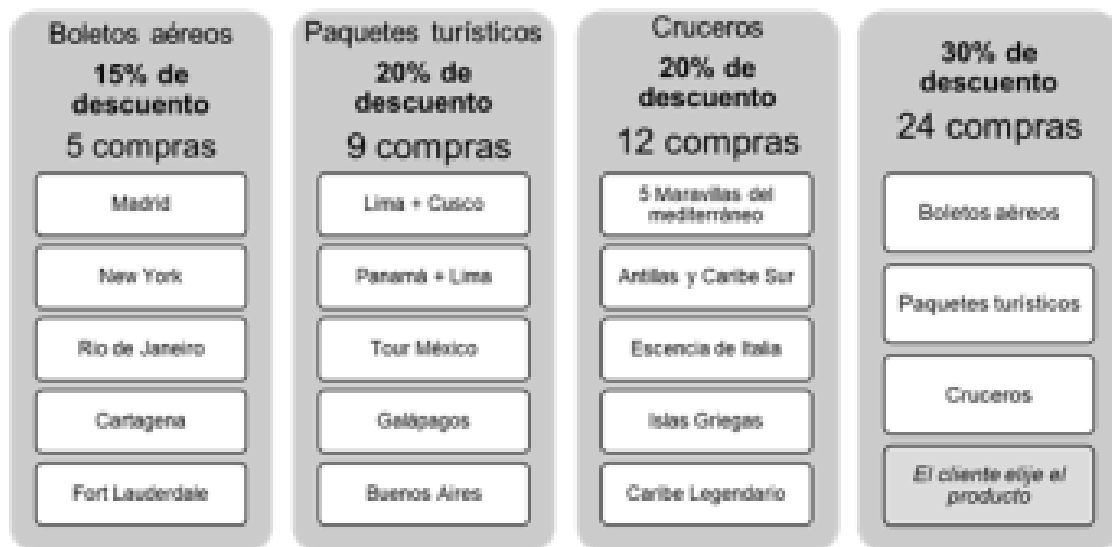 Boletos aéreos
15% de
descuento
5 compras
Madrid
New York
Rio de Janeiro
Cartagena
Fort Lauderdale
Paquetes turísticos
20% de
descuento
9 compras
Lima + Cusco
Panamá + Lima
Tour México
Galápagos
Buenos Aires
Cruceros
20% de
descuento
12 compras
5 Maravillas del
mediterráneo
Antillas y Caribe Sur
Escencia de Italia
Islas Griegas
Caribe Legendario
30% de
descuento
24 compras
Boletos aéreos
Paquetes turísticos
Cruceros
El cliente elije el
producto